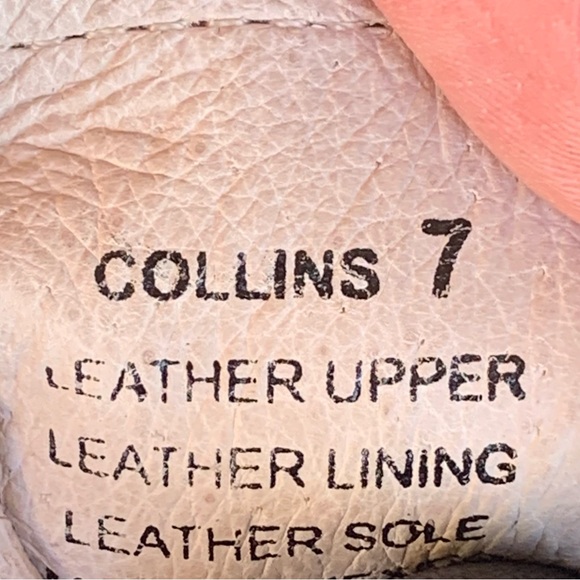 COLLINS 7
LEATHER UPPER
LEATHER LINING
LEATHER SOLE